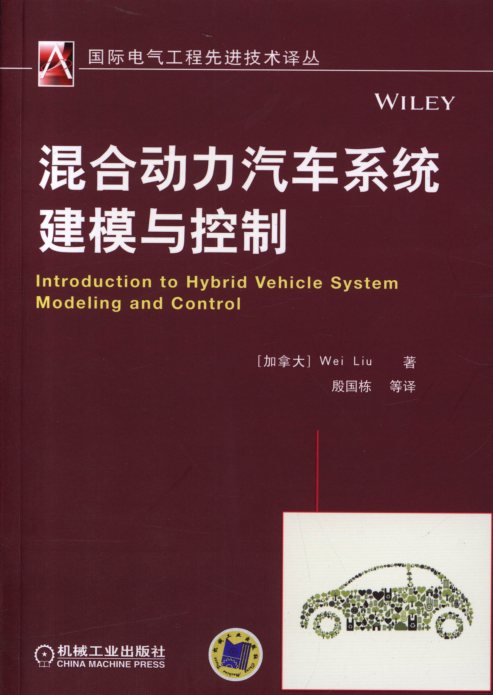 国际电气工程先进技术译丛
WILEY
混合动力汽车系统
建模与控制
Introduction to Hybrid Vehicle System
Modeling and Control
[加拿大] Wei Liu 著
殷国栋 等译
机械工业出版社
CHINA MACHINE PRESS